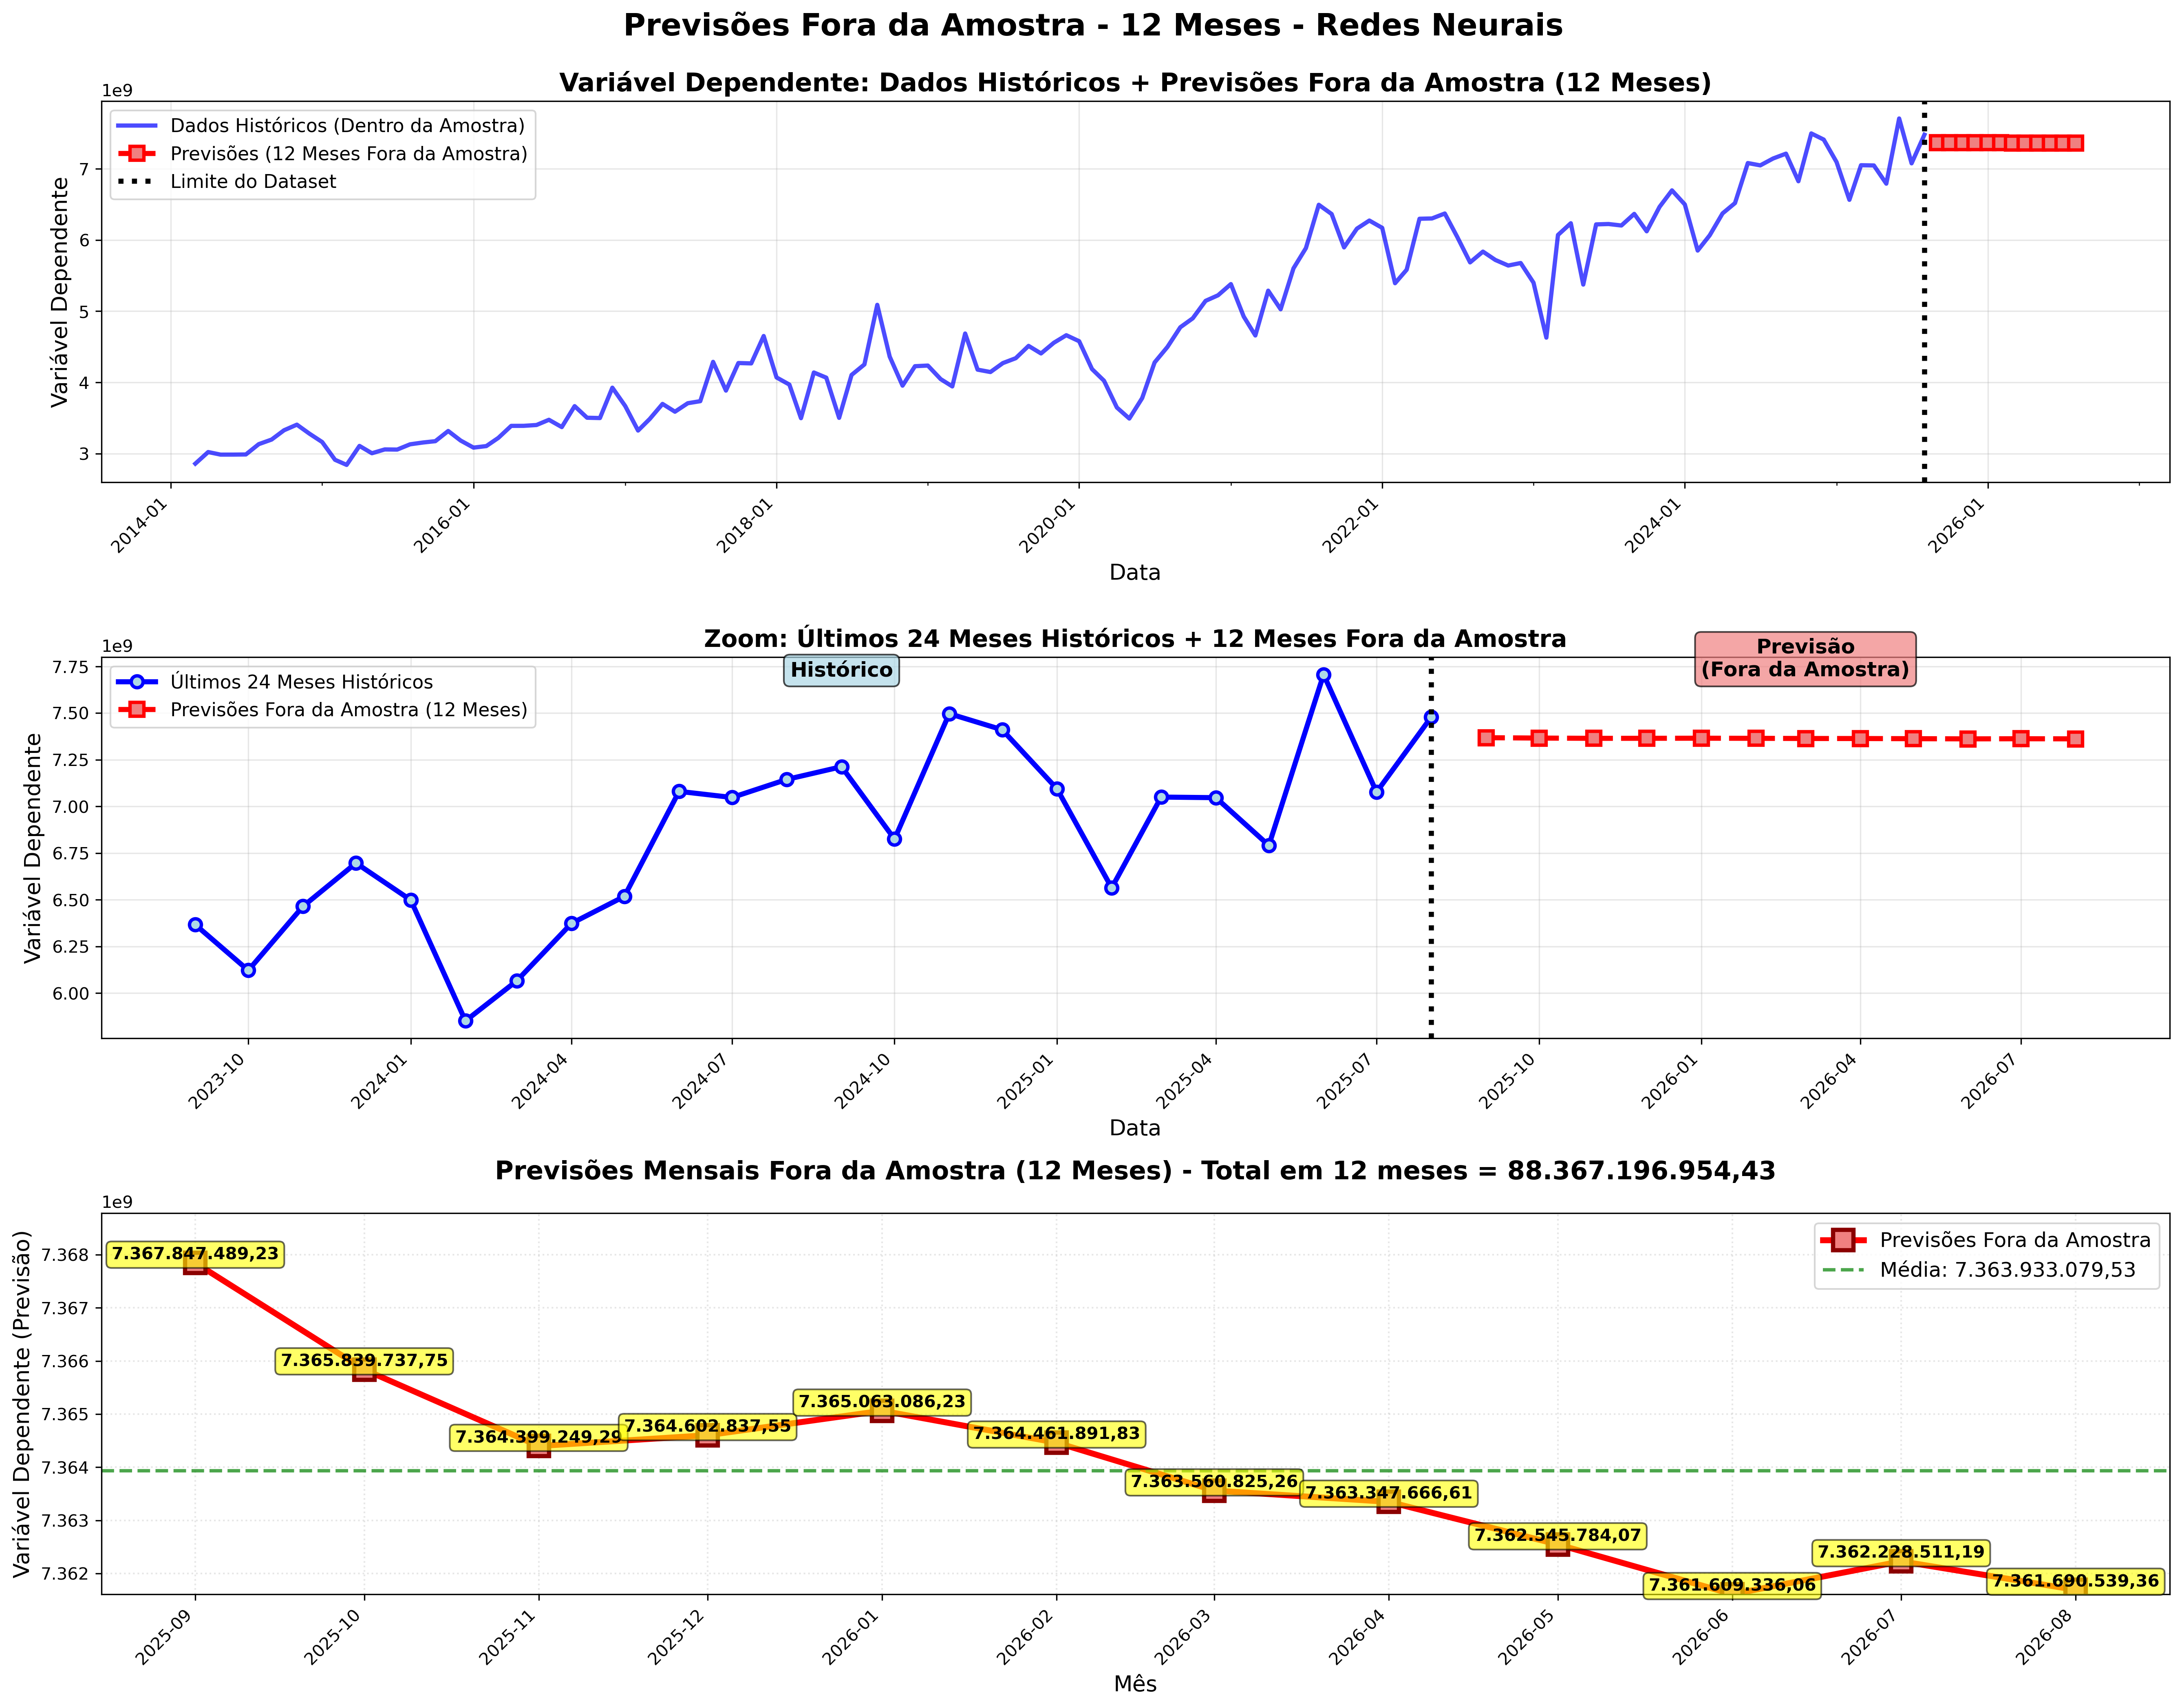 Previsões Fora da Amostra - 12 Meses - Redes Neurais
Variável Dependente: Dados Históricos + Previsões Fora da Amostra (12 Meses)
1e9
Dados Históricos (Dentro da Amostra)
Previsões (12 Meses Fora da Amostra)
Limite do Dataset
Variável Dependente
7
6
5
4
3
2014-01
2016-01
2018-01
2020-01
2022-01
2024-01
2026-01
Data
Zoom: Últimos 24 Meses Históricos + 12 Meses Fora da Amostra
1e9
Histórico
Previsão
(Fora da Amostra)
Últimos 24 Meses Históricos
Previsões Fora da Amostra (12 Meses)
Variável Dependente
7.75
7.50
7.25
7.00
6.75
6.50
6.25
6.00
2023-10
2024-01
2024-04
2024-07
2024-10
2025-01
2025-04
2025-07
2025-10
2026-01
2026-04
2026-07
Data
Previsões Mensais Fora da Amostra (12 Meses) - Total em 12 meses = 88.367.196.954,43
1e9
Previsões Fora da Amostra
Média: 7.363.933.079,53
Variável Dependente (Previsão)
7.368
7.367
7.366
7.365
7.364
7.363
7.362
7.367.847.489,23
7.365.839.737,75
7.364.399.249,29
7.364.602.837,55
7.365.063.086,23
7.364.461.891,83
7.363.560.825,26
7.363.347.666,61
7.362.545.784,07
7.361.609.336,06
7.362.228.511,19
7.361.690.539,36
2025-09
2025-10
2025-11
2025-12
2026-01
2026-02
2026-03
2026-04
2026-05
2026-06
2026-07
2026-08
Mês